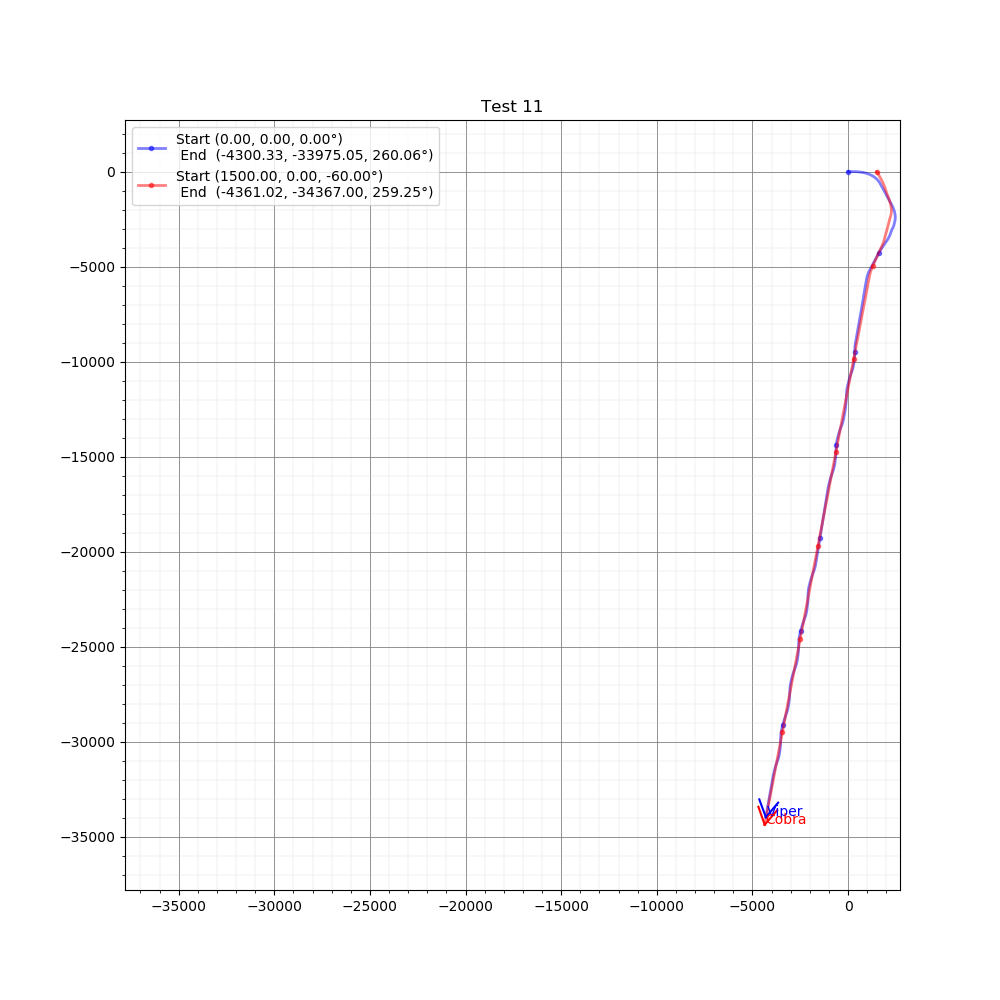 Test 11
Start (0.00, 0.00, 0.00°)
End (-4300.33, -33975.05, 260.06°)
Start (1500.00, 0.00, -60.00°)
End (-4361.02, -34367.00, 259.25°)
0
−5000
−10000
−15000
−20000
−25000
−30000
−35000
Viper
Cobra
−35000 −30000 −25000 −20000 −15000 −10000 −5000 0